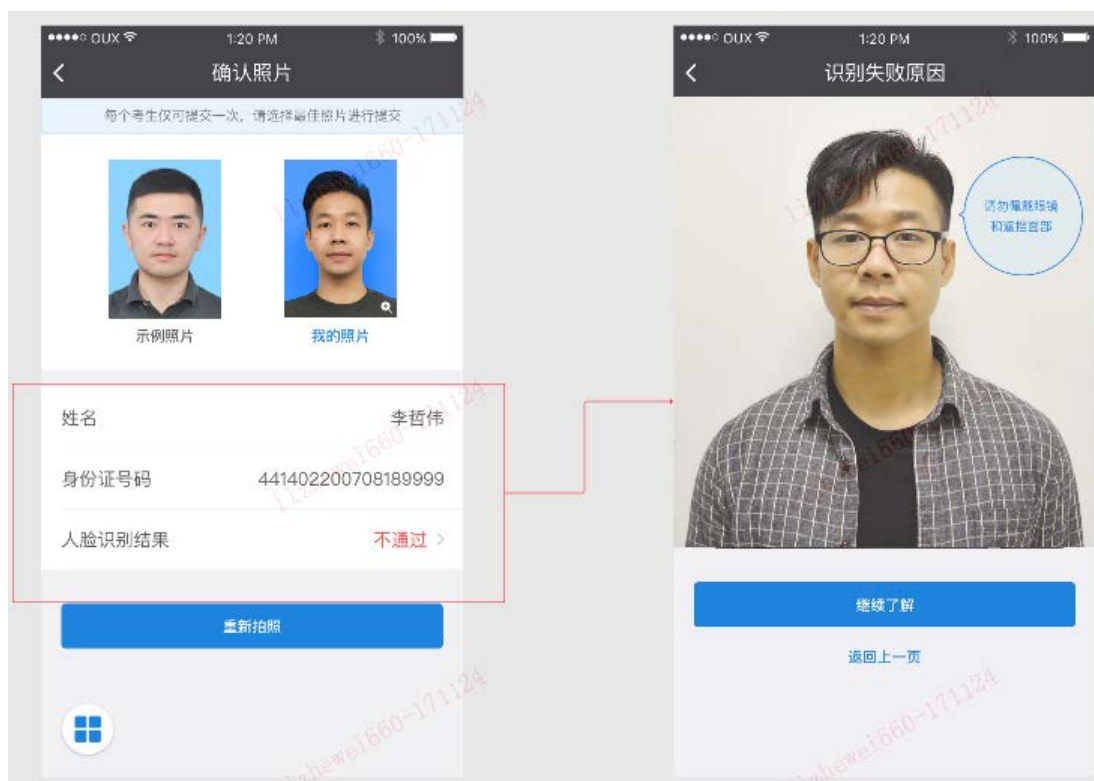 OUX
1:20 PM
100%
确认照片
每个考生仅可提交一次，请选择最佳照片进行提交
示例照片
我的照片
姓名
李哲伟
身份证号码
441402200708189999
人脸识别结果
不通过
重新拍照
OUX
1:20 PM
100%
识别失败原因
请勿佩戴眼镜
和遮挡面部
继续了解
返回上一页
lizhewei660-171124